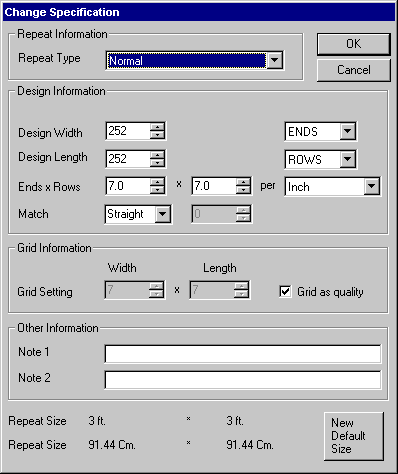 Change Specification
Repeat Information
Repeat Type Normal
OK
Cancel
Design Information
Design Width 252 ENDS
Design Length 252 ROWS
Ends x Rows 7.0 x 7.0 per Inch
Match Straight 0
Grid Information
Width Length
Grid Setting 7 x 7 Grid as quality
Other Information
Note 1
Note 2
Repeat Size 3 ft. * 3 ft.
Repeat Size 91.44 Cm. * 91.44 Cm.
New
Default
Size